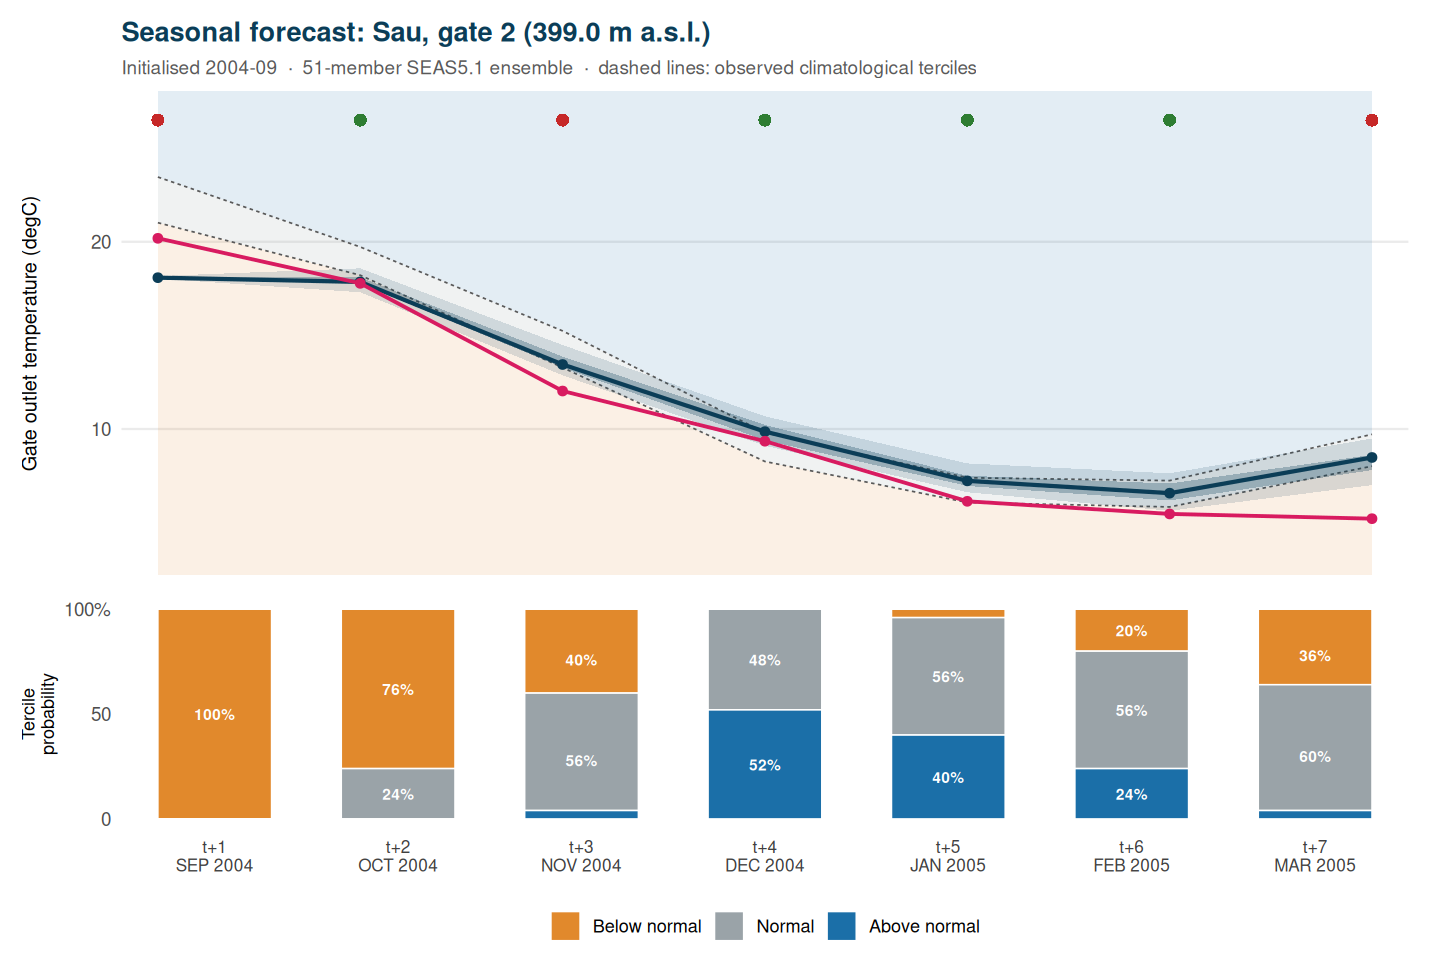 Seasonal forecast: Sau, gate 2 (399.0 m a.s.l.)
Initialised 2004-09 · 51-member SEAS5.1 ensemble · dashed lines: observed climatological terciles
Gate outlet temperature (degC)
20
10
Tercile
probability
100%
50
0
100%
76%
24%
40%
56%
48%
52%
56%
40%
20%
56%
24%
36%
60%
t+1
SEP 2004
t+2
OCT 2004
t+3
NOV 2004
t+4
DEC 2004
t+5
JAN 2005
t+6
FEB 2005
t+7
MAR 2005
Below normal
Normal
Above normal